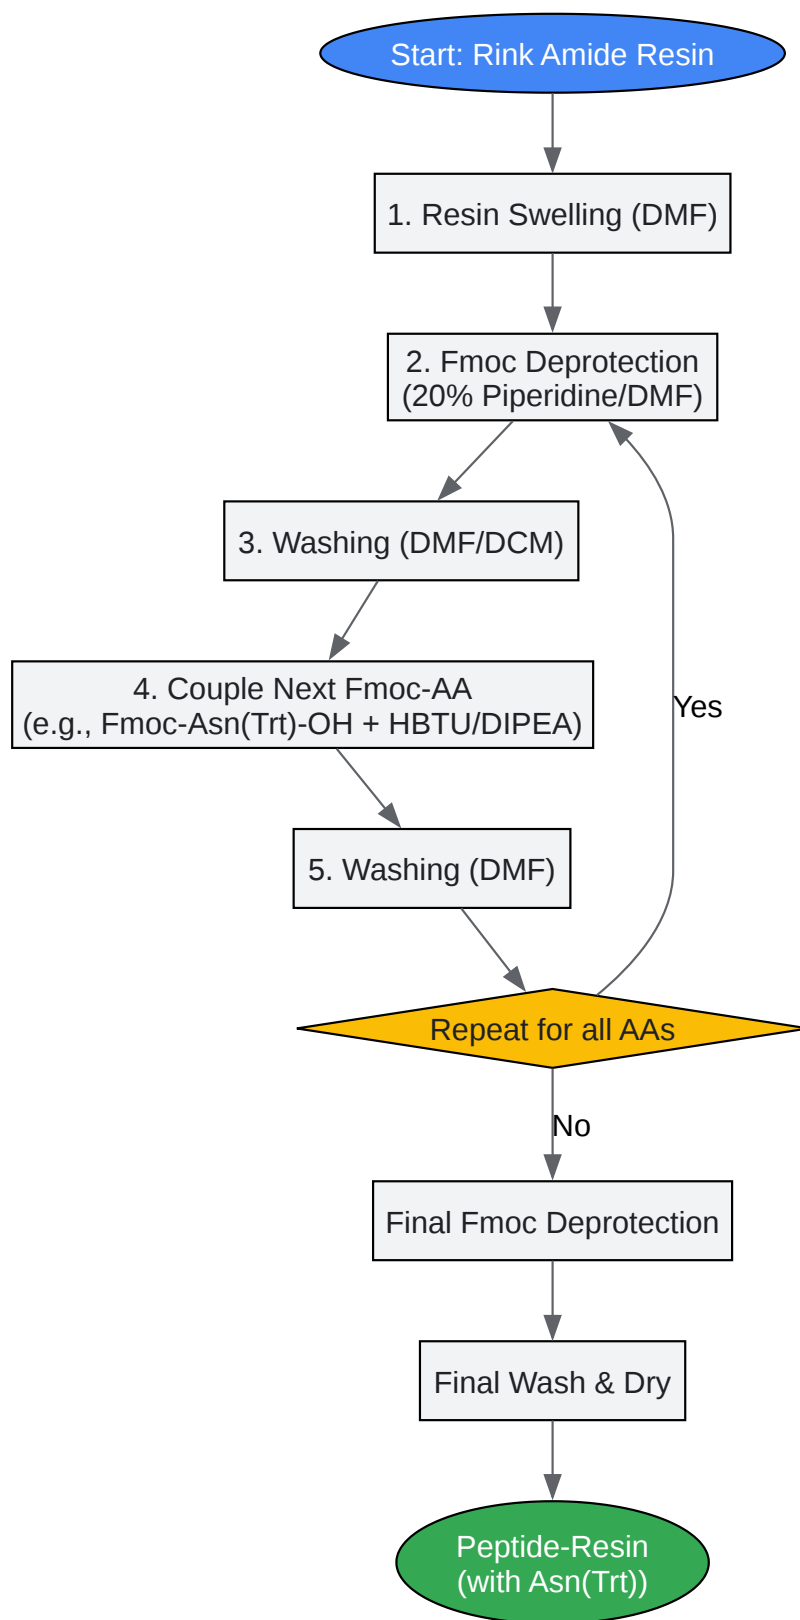 Start: Rink Amide Resin
1. Resin Swelling (DMF)
2. Fmoc Deprotection
(20% Piperidine/DMF)
3. Washing (DMF/DCM)
4. Couple Next Fmoc-AA
(e.g., Fmoc-Asn(Trt)-OH + HBTU/DIPEA)
Yes
5. Washing (DMF)
Repeat for all AAs
No
Final Fmoc Deprotection
Final Wash & Dry
Peptide-Resin
(with Asn(Trt))